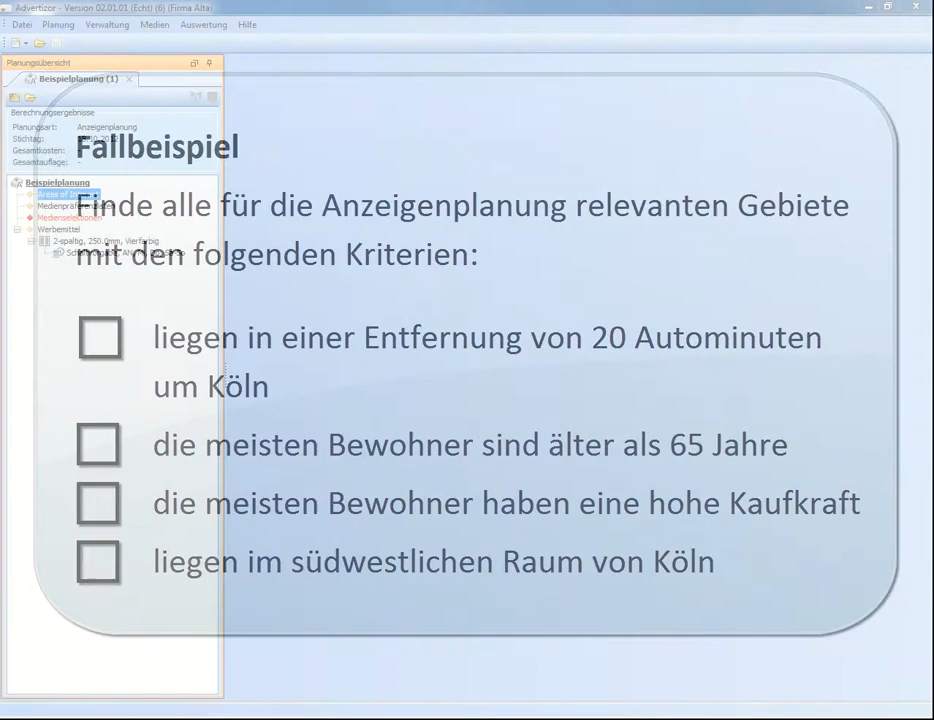 Advertizor - Version 02.01.01 (Echt) (6) (Firma Alta)
Datei Planung Verwaltung Medien Auswertung Hilfe
Planungsübersicht
Beispielplanung (1)
Berechnungsergebnisse
Planungsart: Anzeigenplanung
Stichtag:
Gesamtkosten: -
Gesamtauflage: -
Beispielplanung
Areas of
Medienpräferenzlisten
Medienselektionen
Werbemittel
2-spaltig, 250.0mm, Vierfarbig
Fallbeispiel
Finde alle für die Anzeigenplanung relevanten Gebiete
mit den folgenden Kriterien:
liegen in einer Entfernung von 20 Autominuten
um Köln
die meisten Bewohner sind älter als 65 Jahre
die meisten Bewohner haben eine hohe Kaufkraft
liegen im südwestlichen Raum von Köln